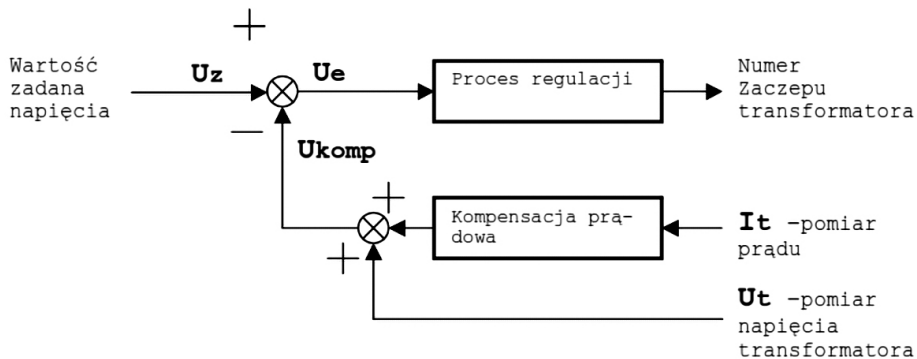 +
Wartość
zadana
napięcia
Uz
Ue
Proces regulacji
Numer
Zaczepu
transformatora
—
Ukomp
+
Kompensacja prą-
dowa
It –pomiar
prądu
+
Ut –pomiar
napięcia
transformatora